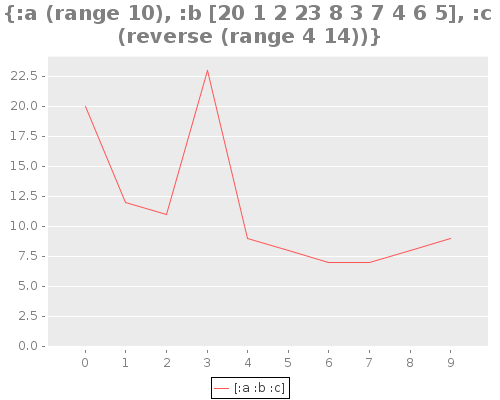 {:a (range 10), :b [20 1 2 23 8 3 7 4 6 5], :c
(reverse (range 4 14))}
22.5
20.0
17.5
15.0
12.5
10.0
7.5
5.0
2.5
0.0
0 1 2 3 4 5 6 7 8 9
[:a :b :c]